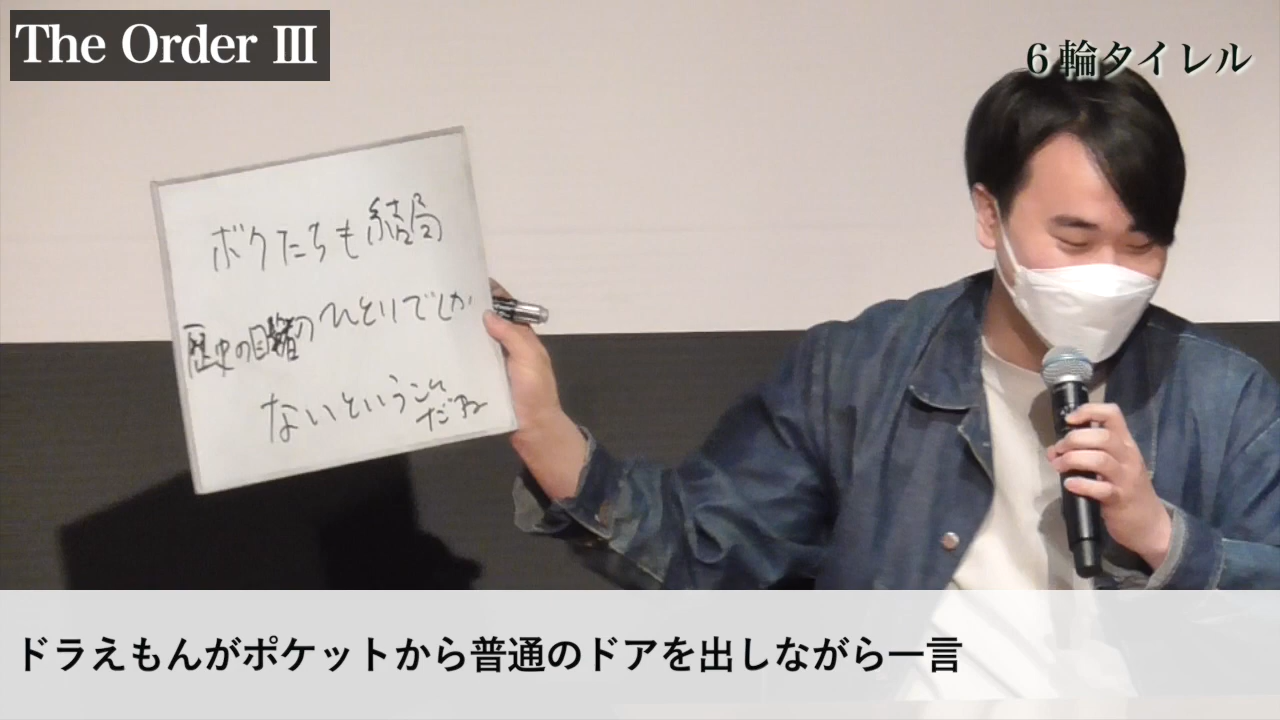 The Order Ⅲ
6輪タイレル
ボクたちも結局
歴史の目撃者のひとりでしか
ないということ
だね
ドラえもんがポケットから普通のドアを出しながら一言